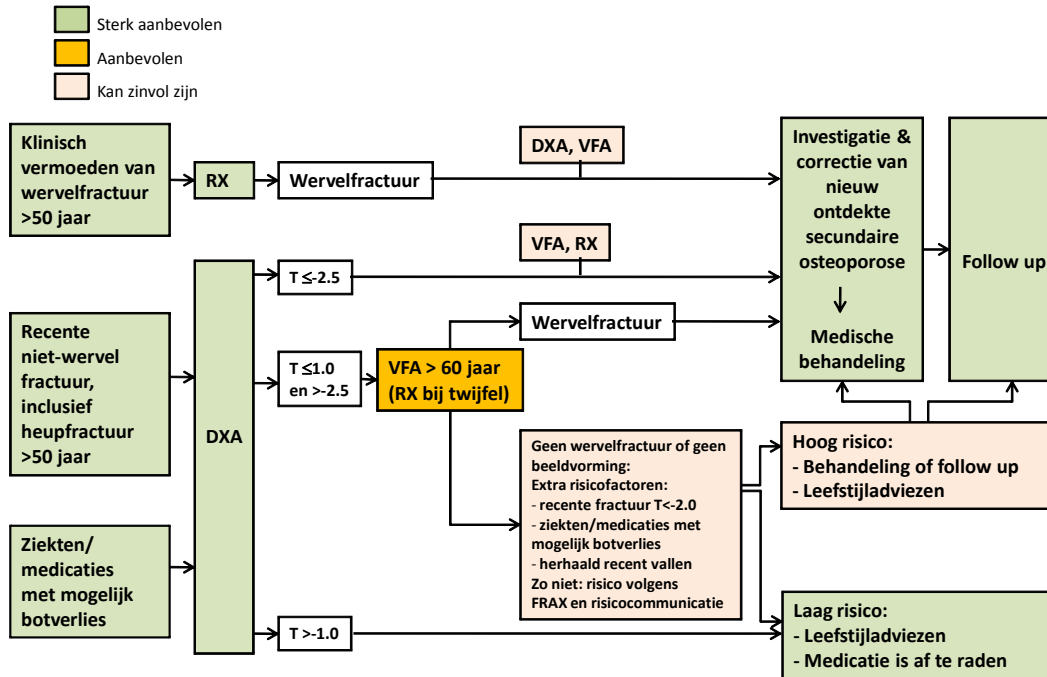 Sterk aanbevolen
Aanbevolen
Kan zinvol zijn
Klinisch
vermoeden van
wervelfractuur
>50 jaar
RX
Wervelfractuur
DXA, VFA
Investigatie &
correctie van
nieuw
ontdekte
secundaire
osteoporose
Medische
behandeling
Follow up
Recente
niet-wervel
fractuur,
inclusief
heupfractuur
>50 jaar
Ziekten/
medicaties
met mogelijk
botverlies
DXA
T ≤-2.5
VFA, RX
T ≤1.0
en >-2.5
VFA > 60 jaar
(RX bij twijfel)
Wervelfractuur
Geen wervelfractuur of geen
beeldvorming:
Extra risicofactoren:
- recente fractuur T<-2.0
- ziekten/medicaties met
mogelijk botverlies
- herhaald recent vallen
Zo niet: risico volgens
FRAX en risicocommunicatie
Hoog risico:
- Behandeling of follow up
- Leefstijladviezen
T >-1.0
Laag risico:
- Leefstijladviezen
- Medicatie is af te raden